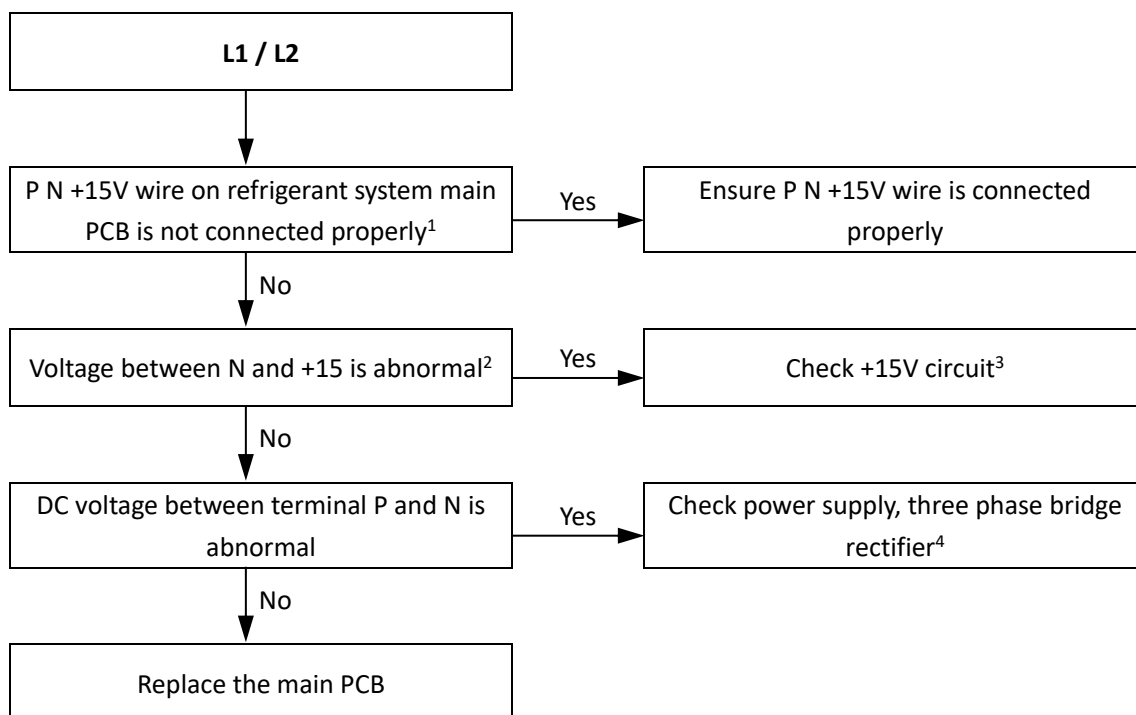 L1 / L2
P N +15V wire on refrigerant system main
PCB is not connected properly¹
Yes
Ensure P N +15V wire is connected
properly
No
Voltage between N and +15 is abnormal²
Yes
Check +15V circuit³
No
DC voltage between terminal P and N is
abnormal
Yes
Check power supply, three phase bridge
rectifier⁴
No
Replace the main PCB